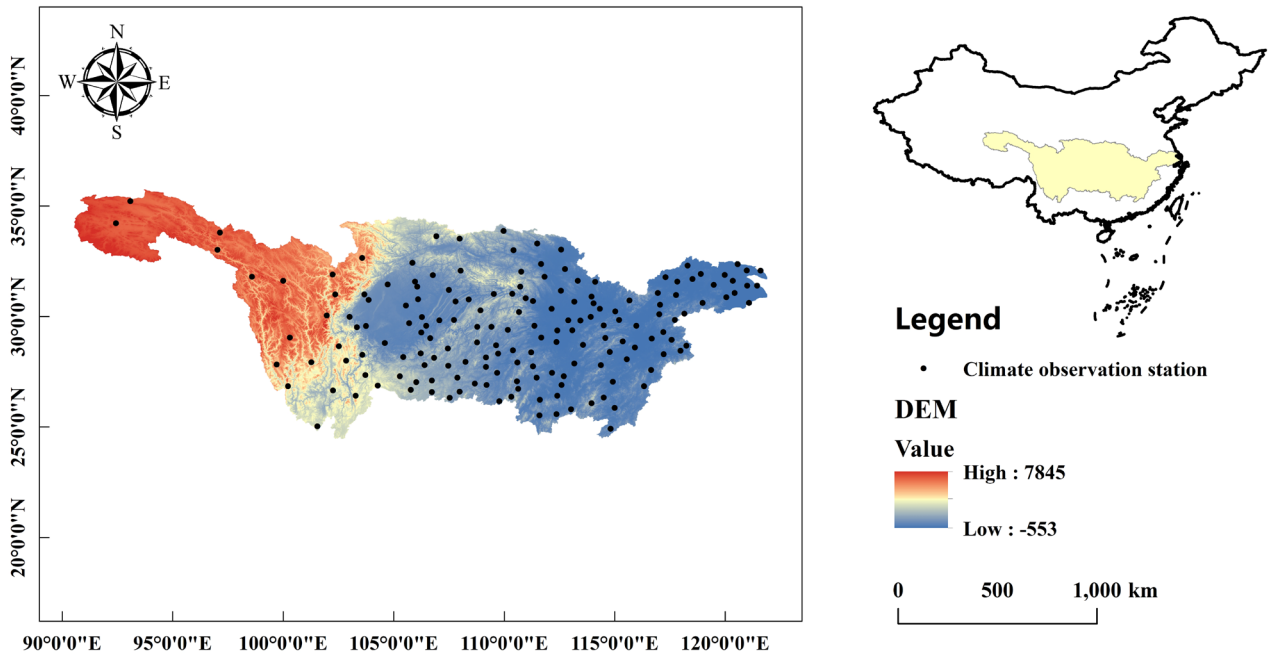 N
W E
S
40°0'0"N
35°0'0"N
30°0'0"N
25°0'0"N
20°0'0"N
90°0'0"E 95°0'0"E 100°0'0"E 105°0'0"E 110°0'0"E 115°0'0"E 120°0'0"E
Legend
Climate observation station
DEM
Value
High : 7845
Low : -553
0 500 1,000 km